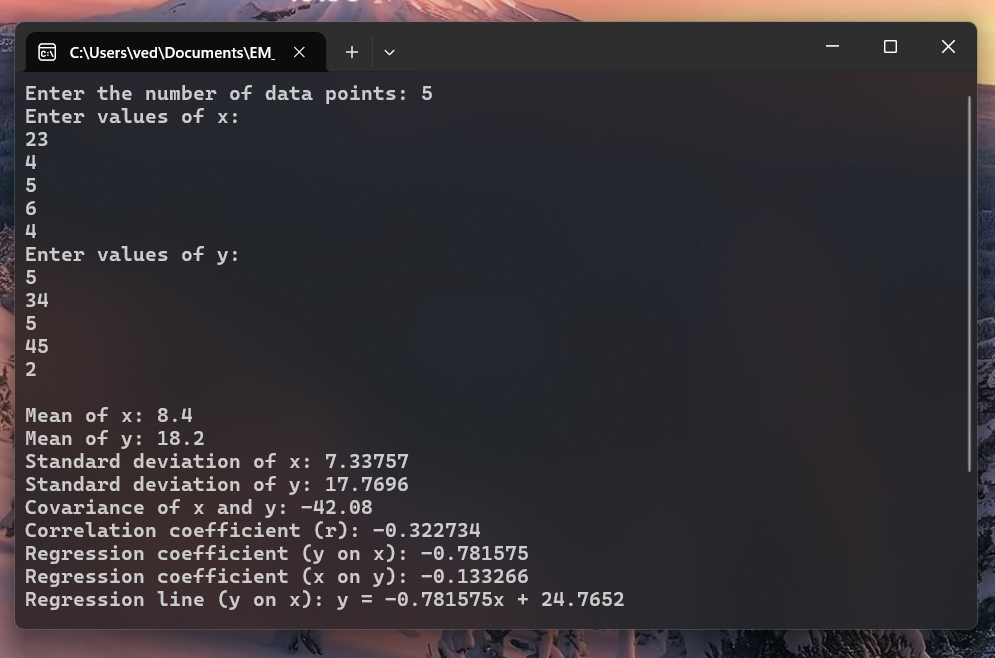 C:\Users\ved\Documents\EM_
Enter the number of data points: 5
Enter values of x:
23
4
5
6
4
Enter values of y:
5
34
5
45
2
Mean of x: 8.4
Mean of y: 18.2
Standard deviation of x: 7.33757
Standard deviation of y: 17.7696
Covariance of x and y: -42.08
Correlation coefficient (r): -0.322734
Regression coefficient (y on x): -0.781575
Regression coefficient (x on y): -0.133266
Regression line (y on x): y = -0.781575x + 24.7652